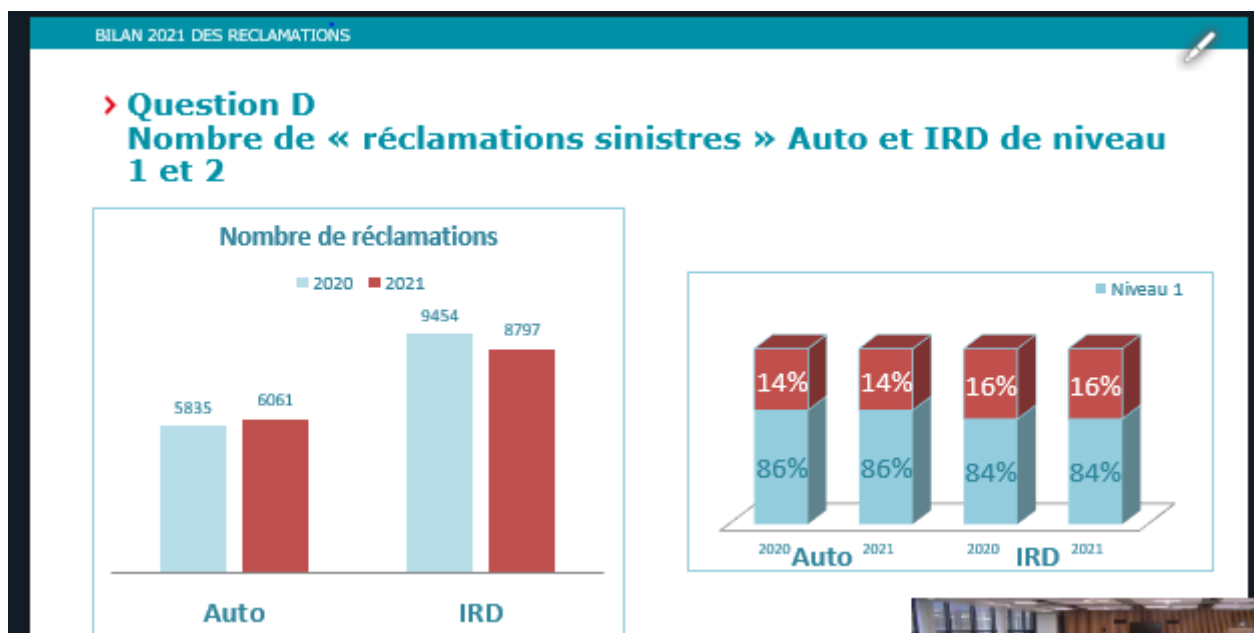 BILAN 2021 DES RECLAMATIONS
› Question D
Nombre de « réclamations sinistres » Auto et IRD de niveau
1 et 2
Nombre de réclamations
2020 2021
5835
6061
9454
8797
Auto IRD
Niveau 1
14% 14% 16% 16%
86% 86% 84% 84%
2020 Auto 2021 2020 IRD 2021